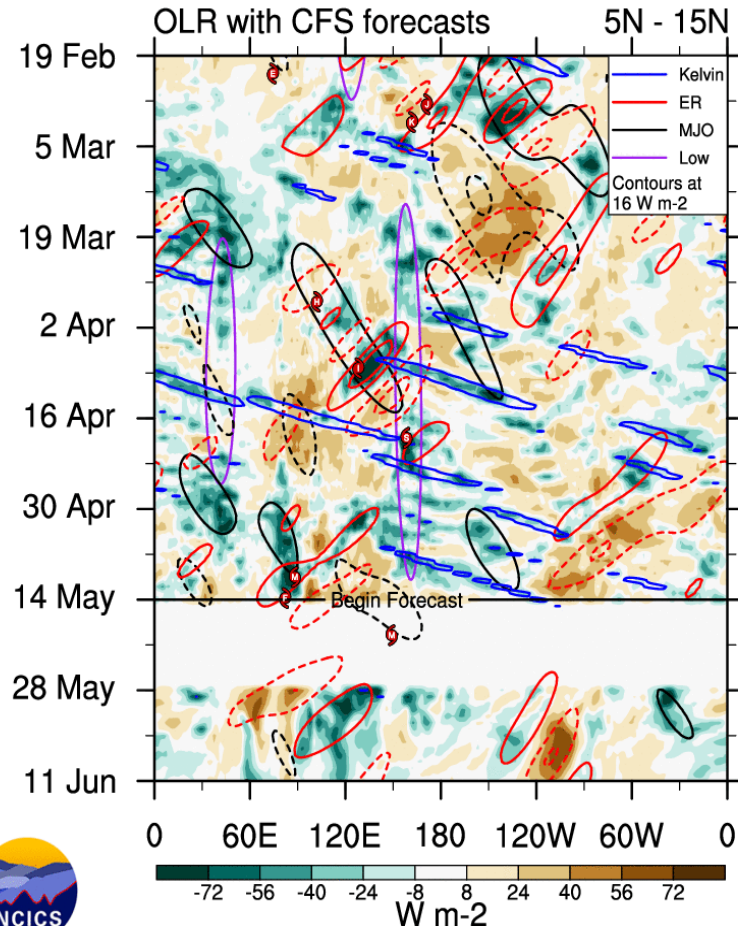 OLR with CFS forecasts 5N - 15N
19 Feb
5 Mar
19 Mar
2 Apr
16 Apr
30 Apr
14 May
28 May
11 Jun
Kelvin
ER
MJO
Low
Contours at
16 W m-2
E
J
K
H
I
S
M
F
Begin Forecast
M
0 60E 120E 180 120W 60W 0
-72 -56 -40 -24 -8 8 24 40 56 72
W m-2
NCICS